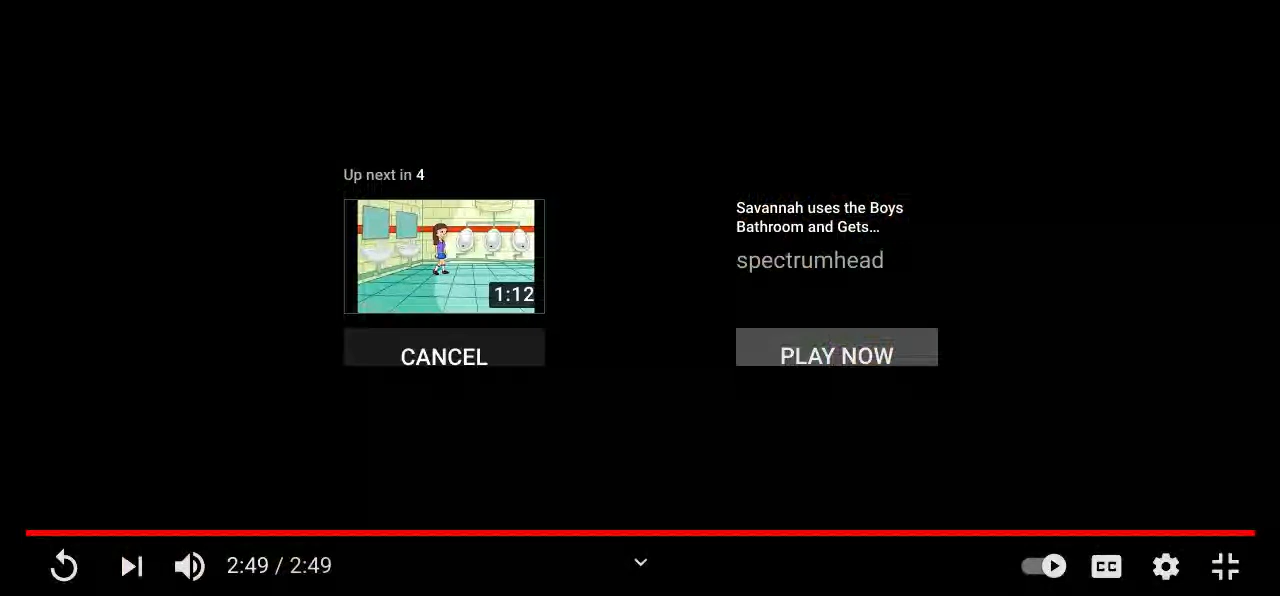 Up next in 4
1:12
Savannah uses the Boys
Bathroom and Gets...
spectrumhead
CANCEL
PLAY NOW
2:49 / 2:49
CC